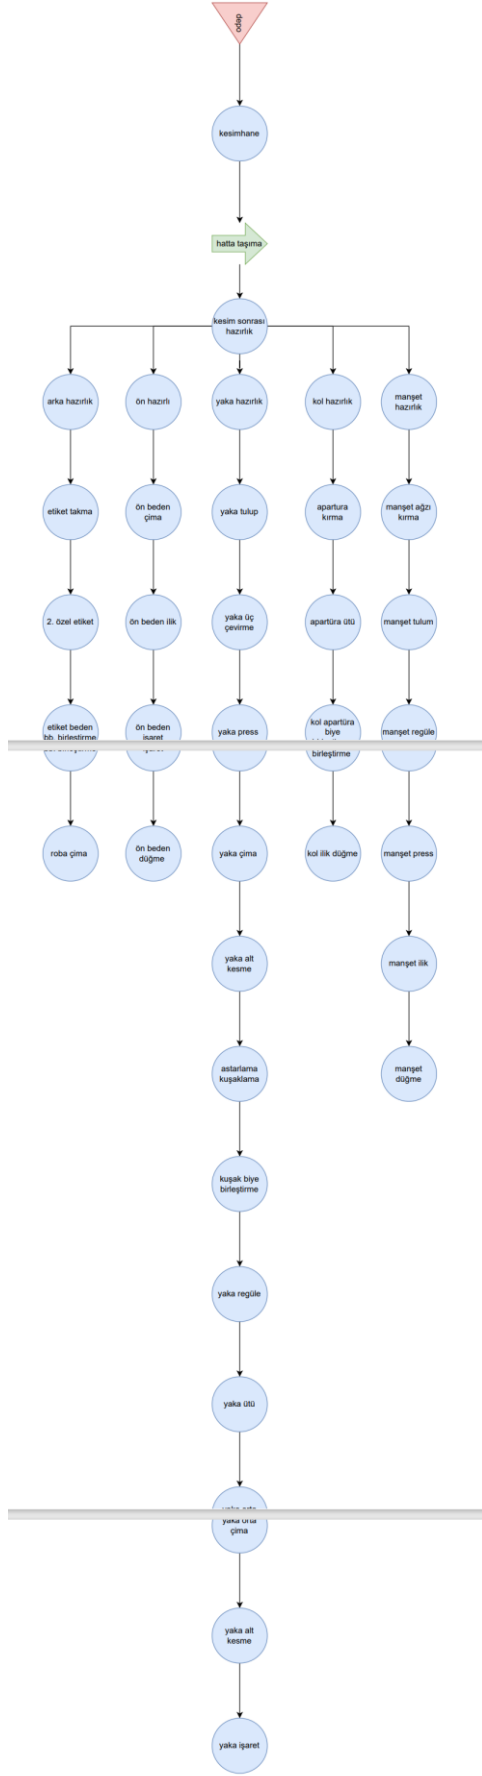 depo
kesimhane
hatta taşıma
kesim sonrası
hazırlık
arka hazırlık
ön hazırlı
yaka hazırlık
kol hazırlık
manşet
hazırlık
etiket takma
ön beden
çima
yaka tulup
apartura
kırma
manşet ağzı
kırma
2. özel etiket
ön beden ilik
yaka üç
çevirme
apartüra ütü
manşet tulum
etiket beden
bb. birleştirme
ön beden
işaret
yaka press
kol apartüra
biye
birleştirme
manşet regüle
roba çima
ön beden
düğme
yaka çima
kol ilik düğme
manşet press
yaka alt
kesme
manşet ilik
astarlama
kuşaklama
manşet
düğme
kuşak biye
birleştirme
yaka regüle
yaka ütü
yaka orta
çima
yaka alt
kesme
yaka işaret